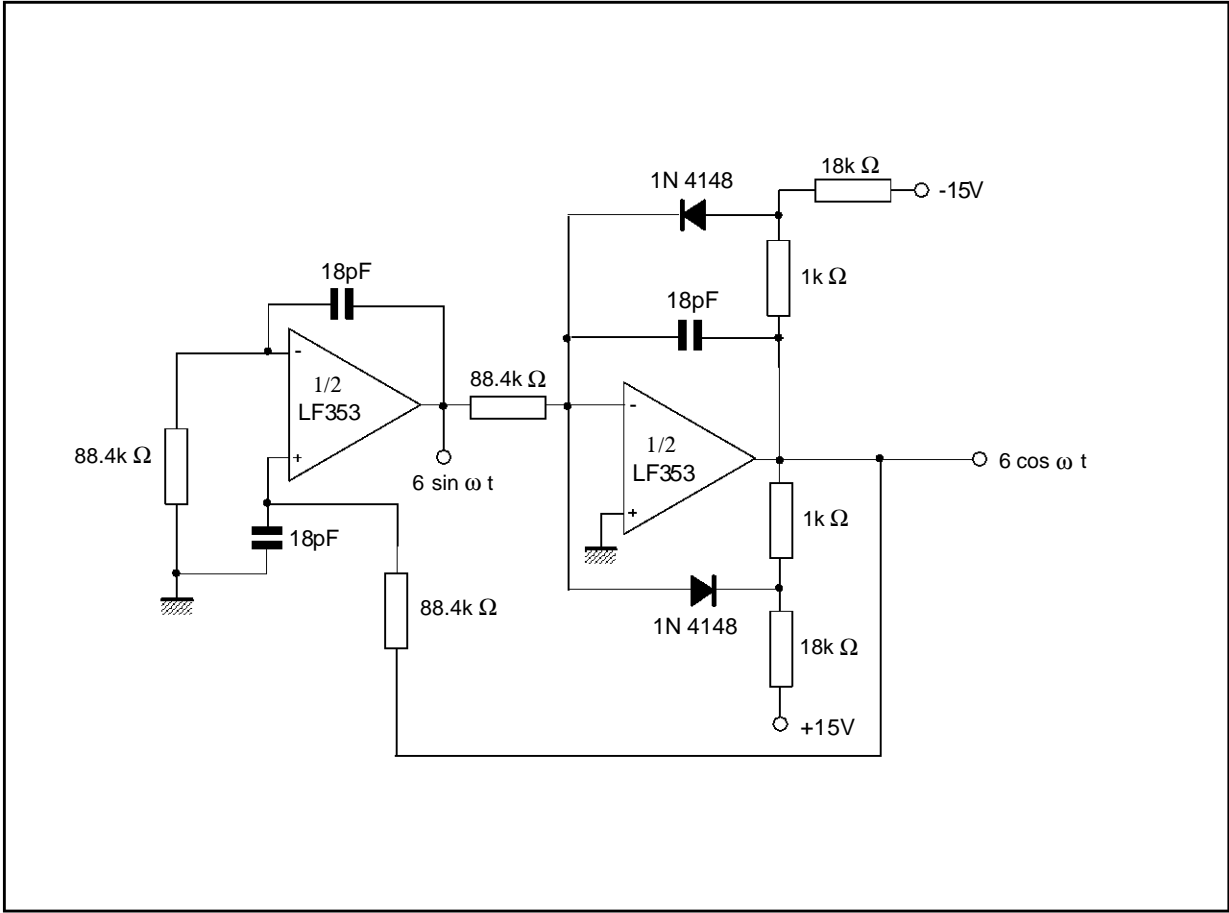 18k Ω
1N 4148
-15V
1k Ω
18pF
18pF
-
1/2
LF353
+
88.4k Ω
88.4k Ω
-
1/2
LF353
+
6 sin ω t
6 cos ω t
1k Ω
18pF
88.4k Ω
1N 4148
18k Ω
+15V